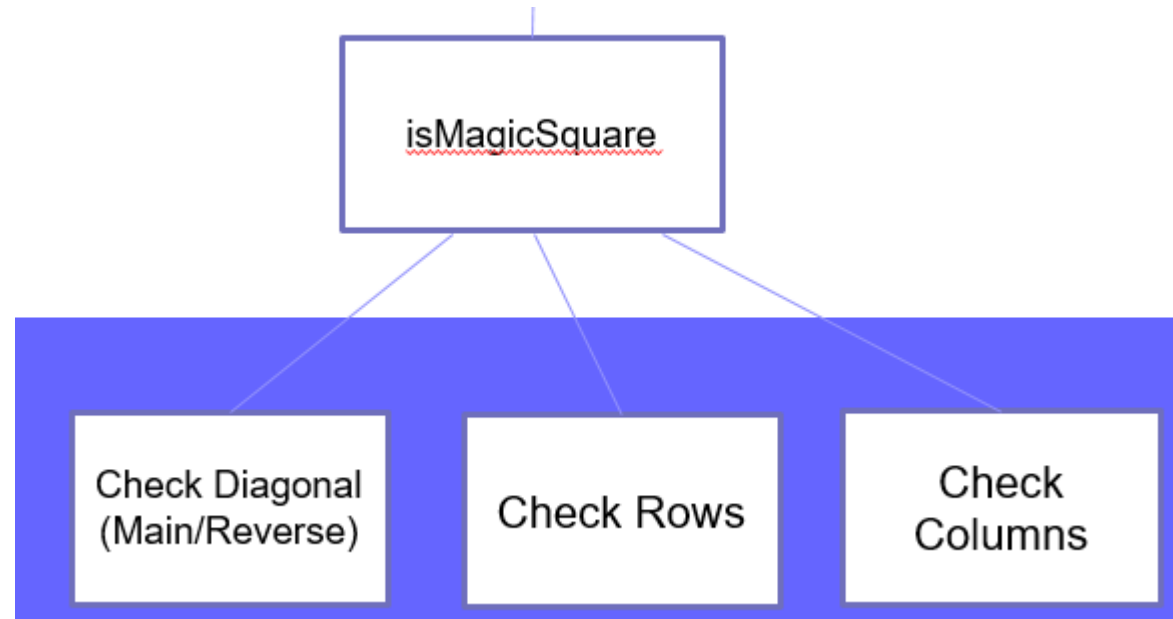 isMagicSquare
Check Diagonal
(Main/Reverse)
Check Rows
Check
Columns